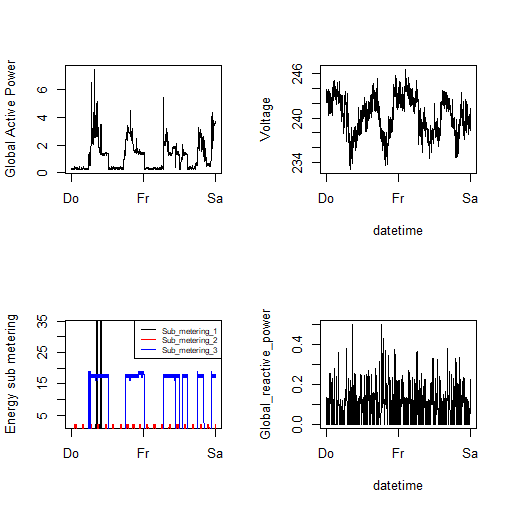 Global Active Power
0 2 4 6
Do Fr Sa
Voltage
234 240 246
Do Fr Sa
datetime
Energy sub metering
5 15 25 35
Do Fr Sa
Sub_metering_1
Sub_metering_2
Sub_metering_3
Global_reactive_power
0.0 0.2 0.4
Do Fr Sa
datetime